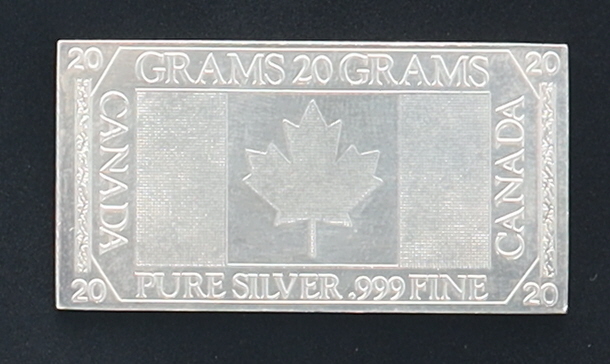 20 GRAMS 20 GRAMS 20
CANADA
CANADA
20 PURE SILVER .999 FINE 20